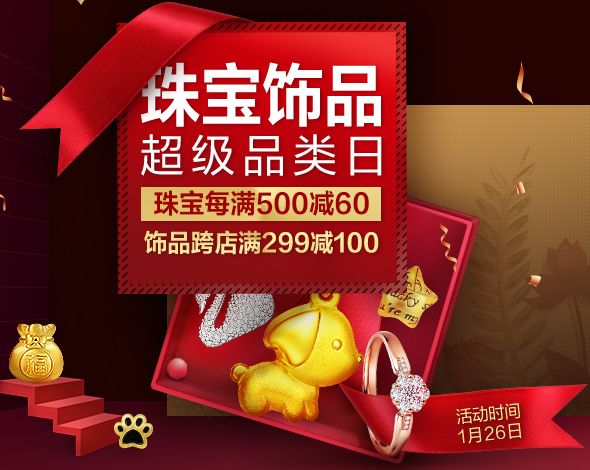 珠宝饰品
超级品类日
珠宝每满500减60
饰品跨店满299减100
Lucky s
u're m
福
活动时间
1月26日